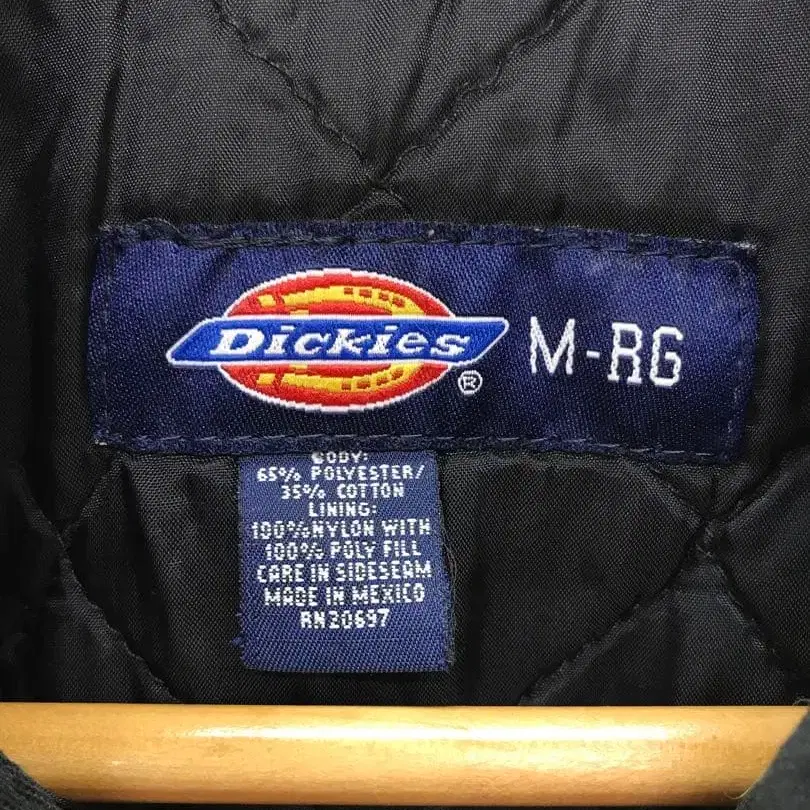 Dickies ® M-RG
BODY:
65% POLYESTER/
35% COTTON
LINING:
100%NYLON WITH
100% POLY FILL
CARE IN SIDESEAM
MADE IN MEXICO
RN20697